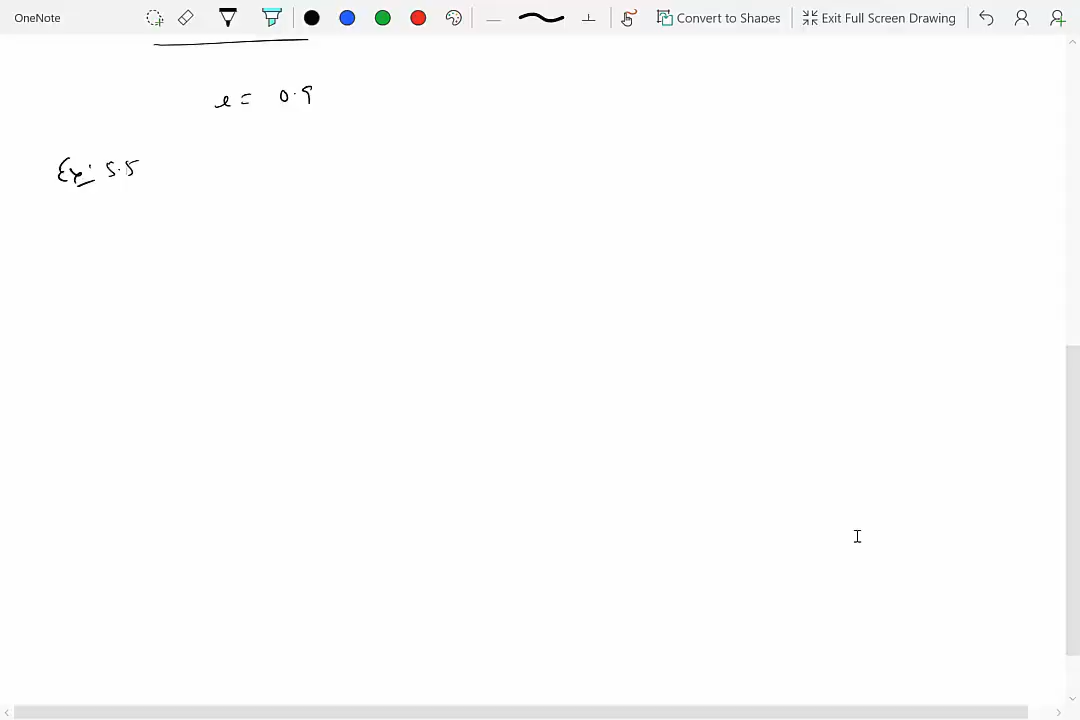 OneNote Convert to Shapes Exit Full Screen Drawing
e = 0.9
Ex: 5.5